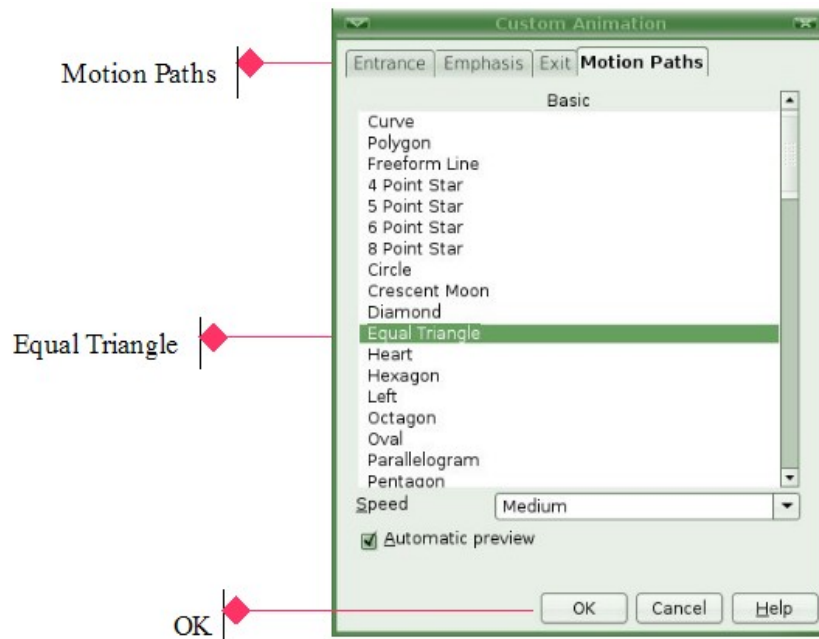 Custom Animation
Motion Paths
Entrance Emphasis Exit Motion Paths
Basic
Curve
Polygon
Freeform Line
4 Point Star
5 Point Star
6 Point Star
8 Point Star
Circle
Crescent Moon
Diamond
Equal Triangle
Equal Triangle
Heart
Hexagon
Left
Octagon
Oval
Parallelogram
Pentagon
Speed Medium
Automatic preview
OK
OK Cancel Help